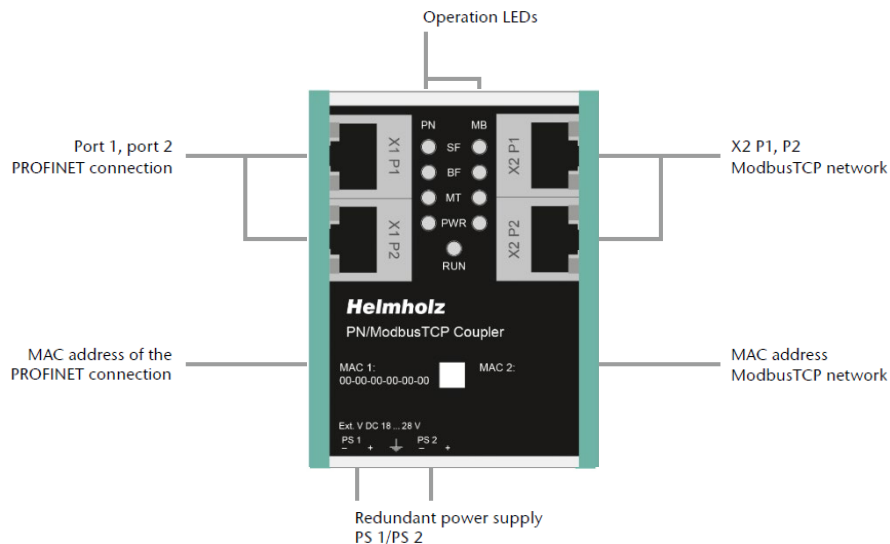 Operation LEDs
Port 1, port 2
PROFINET connection
X2 P1, P2
ModbusTCP network
PN MB
X1 P1
X1 P2
SF
BF
MT
PWR
RUN
X2 P1
X2 P2
Helmholz
PN/ModbusTCP Coupler
MAC address of the
PROFINET connection
MAC 1:
00-00-00-00-00-00
MAC 2:
MAC address
ModbusTCP network
Ext. V DC 18 ... 28 V
PS 1 PS 2
– + – +
Redundant power supply
PS 1/PS 2